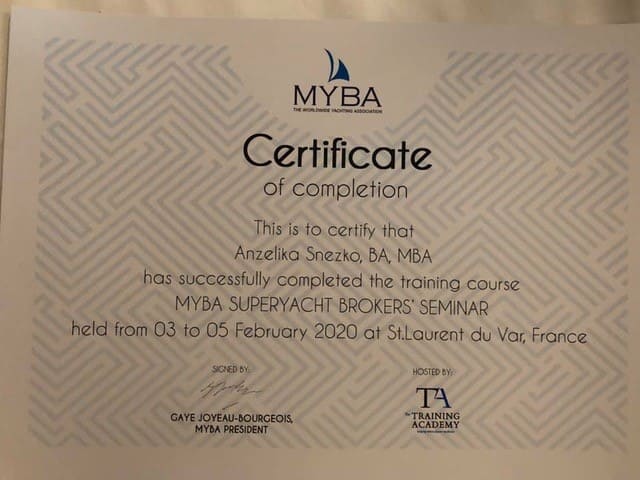 MYBA
THE WORLDWIDE YACHTING ASSOCIATION
Certificate
of completion
This is to certify that
Anzelika Snezko, BA, MBA
has successfully completed the training course
MYBA SUPERYACHT BROKERS' SEMINAR
held from 03 to 05 February 2020 at St.Laurent du Var, France
SIGNED BY:
GAYE JOYEAU-BOURGEOIS,
MYBA PRESIDENT
HOSTED BY:
TA
The TRAINING
ACADEMY